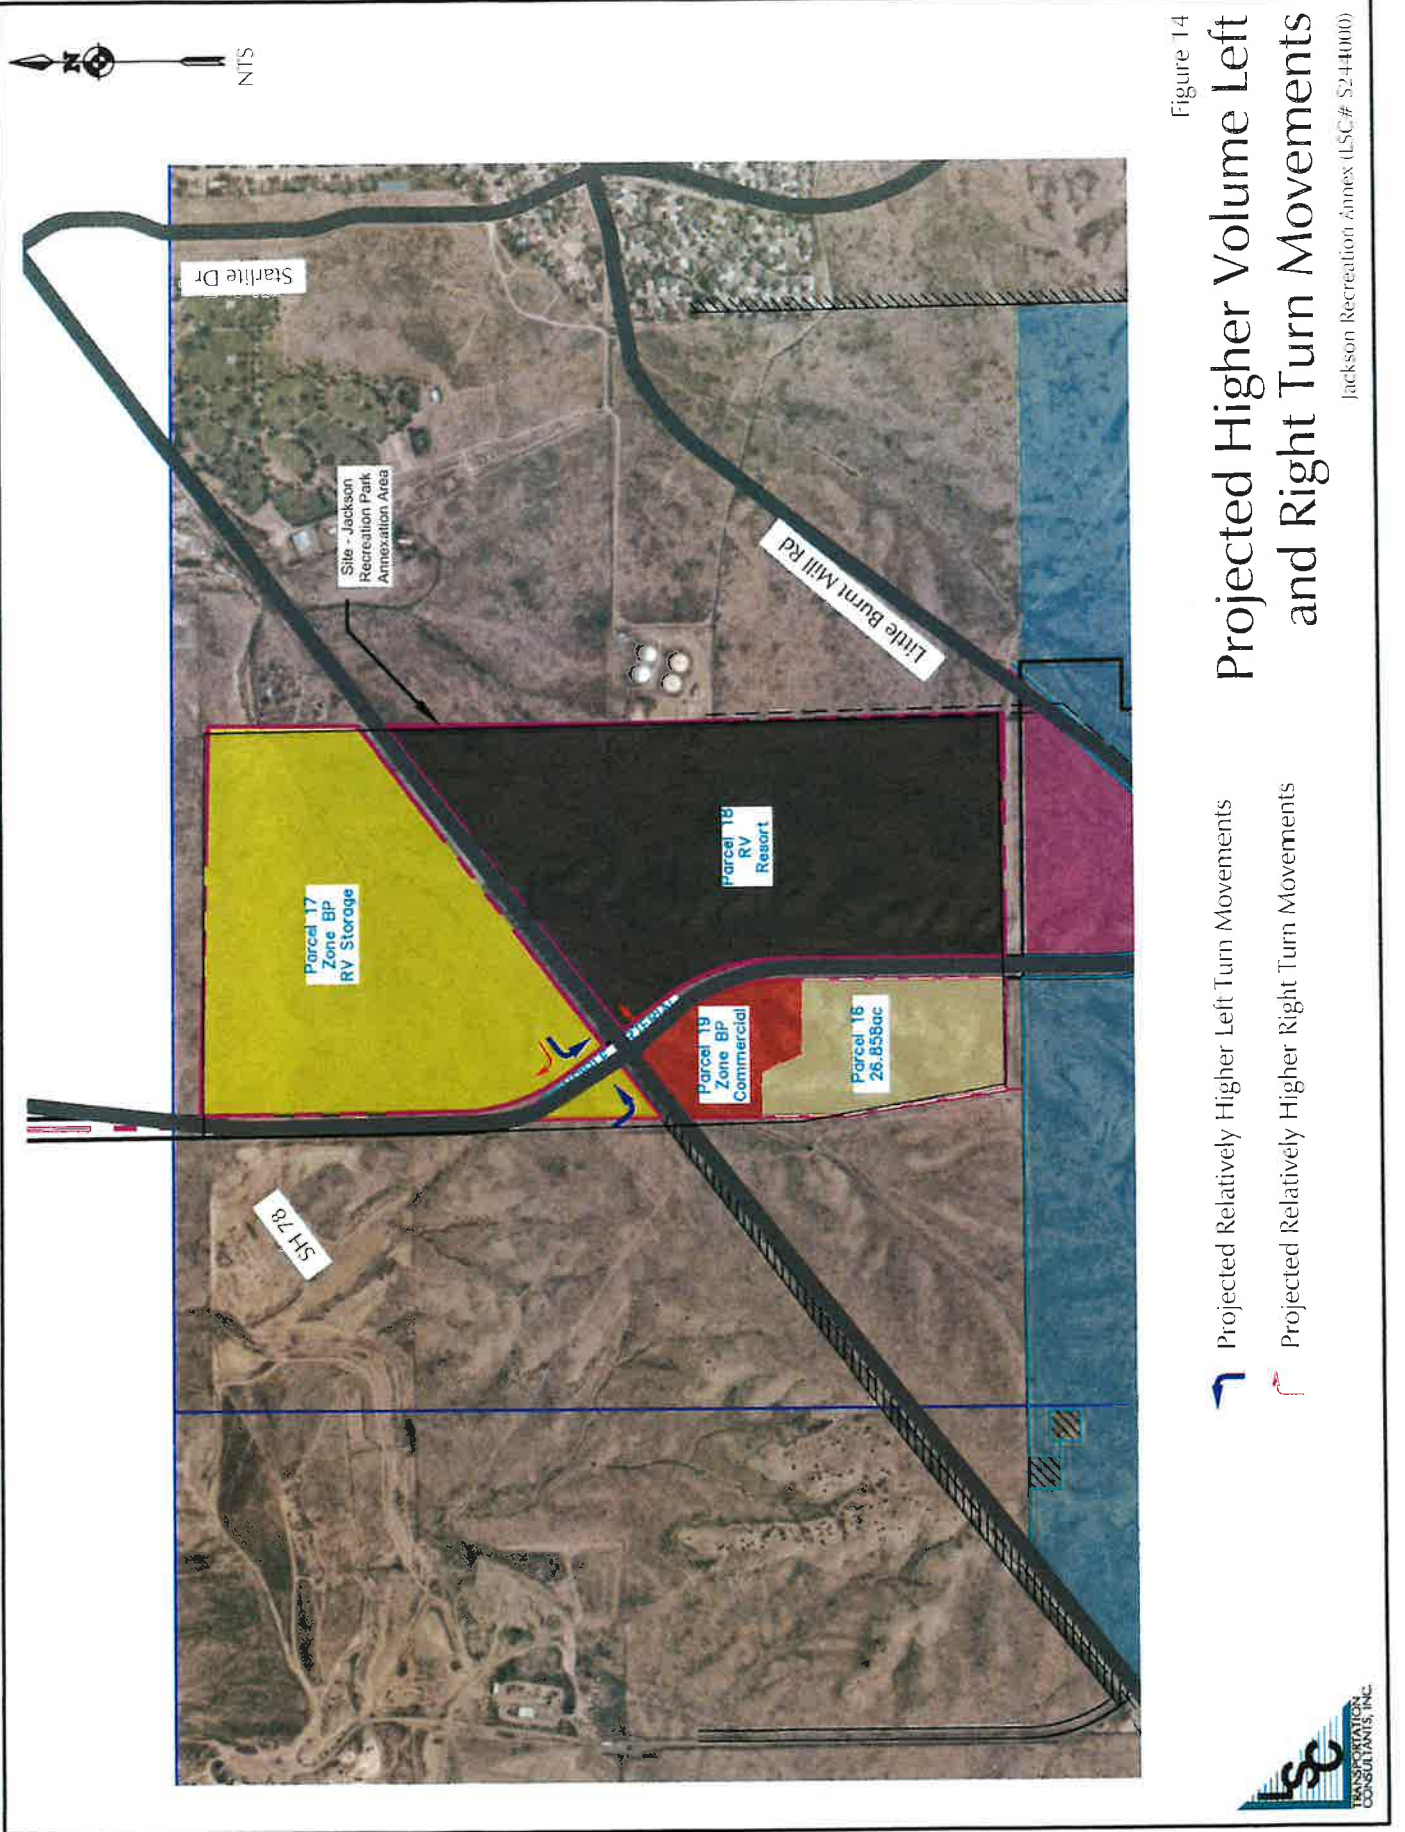 N
NTS
Starlite Dr
Site - Jackson
Recreation Park
Annexation Area
Little Burnt Mill Rd
SH 78
Parcel 17
Zone BP
RV Storage
Parcel 18
RV
Resort
Parcel 19
Zone BP
Commercial
Parcel 16
26.858ac
Figure 14
Projected Higher Volume Left
and Right Turn Movements
Jackson Recreation Annex (LSC# S244000)
Projected Relatively Higher Left Turn Movements
Projected Relatively Higher Right Turn Movements
LSC
TRANSPORTATION
CONSULTANTS, INC.